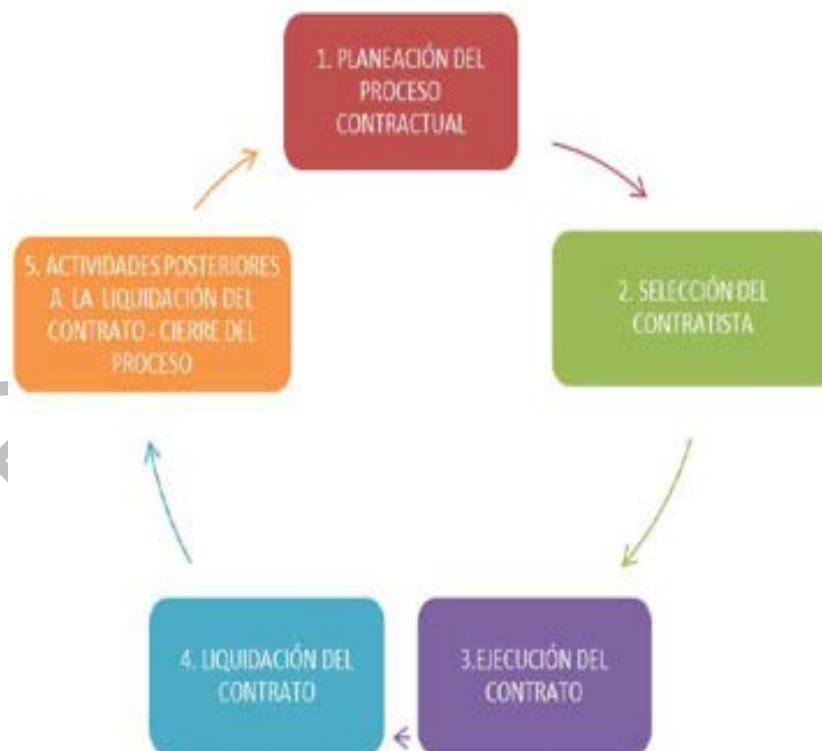 1. PLANEACIÓN DEL
PROCESO
CONTRACTUAL
2. SELECCIÓN DEL
CONTRATISTA
3.EJECUCIÓN DEL
CONTRATO
4. LIQUIDACIÓN DEL
CONTRATO
5. ACTIVIDADES POSTERIORES
A LA LIQUIDACIÓN DEL
CONTRATO - CIERRE DEL
PROCESO